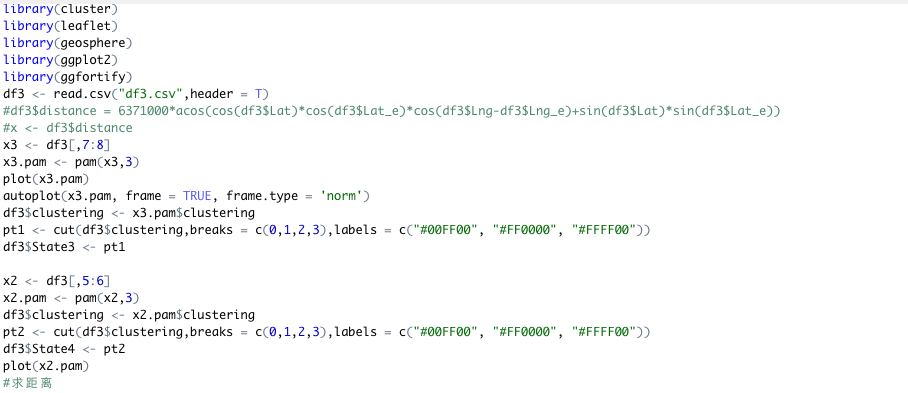 library(cluster)
library(leaflet)
library(geosphere)
library(ggplot2)
library(ggfortify)
df3 <- read.csv("df3.csv",header = T)
#df3$distance = 6371000*acos(cos(df3$Lat)*cos(df3$Lat_e)*cos(df3$Lng-df3$Lng_e)+sin(df3$Lat)*sin(df3$Lat_e))
#x <- df3$distance
x3 <- df3[,7:8]
x3.pam <- pam(x3,3)
plot(x3.pam)
autoplot(x3.pam, frame = TRUE, frame.type = 'norm')
df3$clustering <- x3.pam$clustering
pt1 <- cut(df3$clustering,breaks = c(0,1,2,3),labels = c("#00FF00", "#FF0000", "#FFFF00"))
df3$State3 <- pt1
x2 <- df3[,5:6]
x2.pam <- pam(x2,3)
df3$clustering <- x2.pam$clustering
pt2 <- cut(df3$clustering,breaks = c(0,1,2,3),labels = c("#00FF00", "#FF0000", "#FFFF00"))
df3$State4 <- pt2
plot(x2.pam)
#求距离